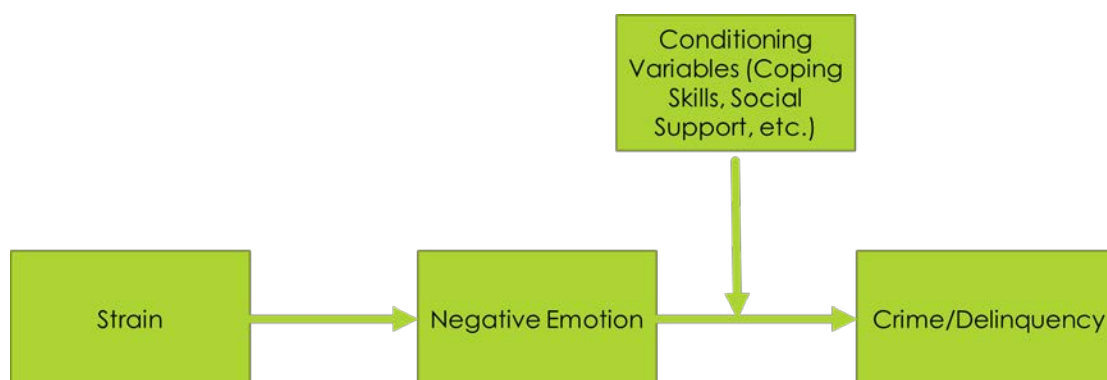 Conditioning
Variables (Coping
Skills, Social
Support, etc.)
Strain
Negative Emotion
Crime/Delinquency